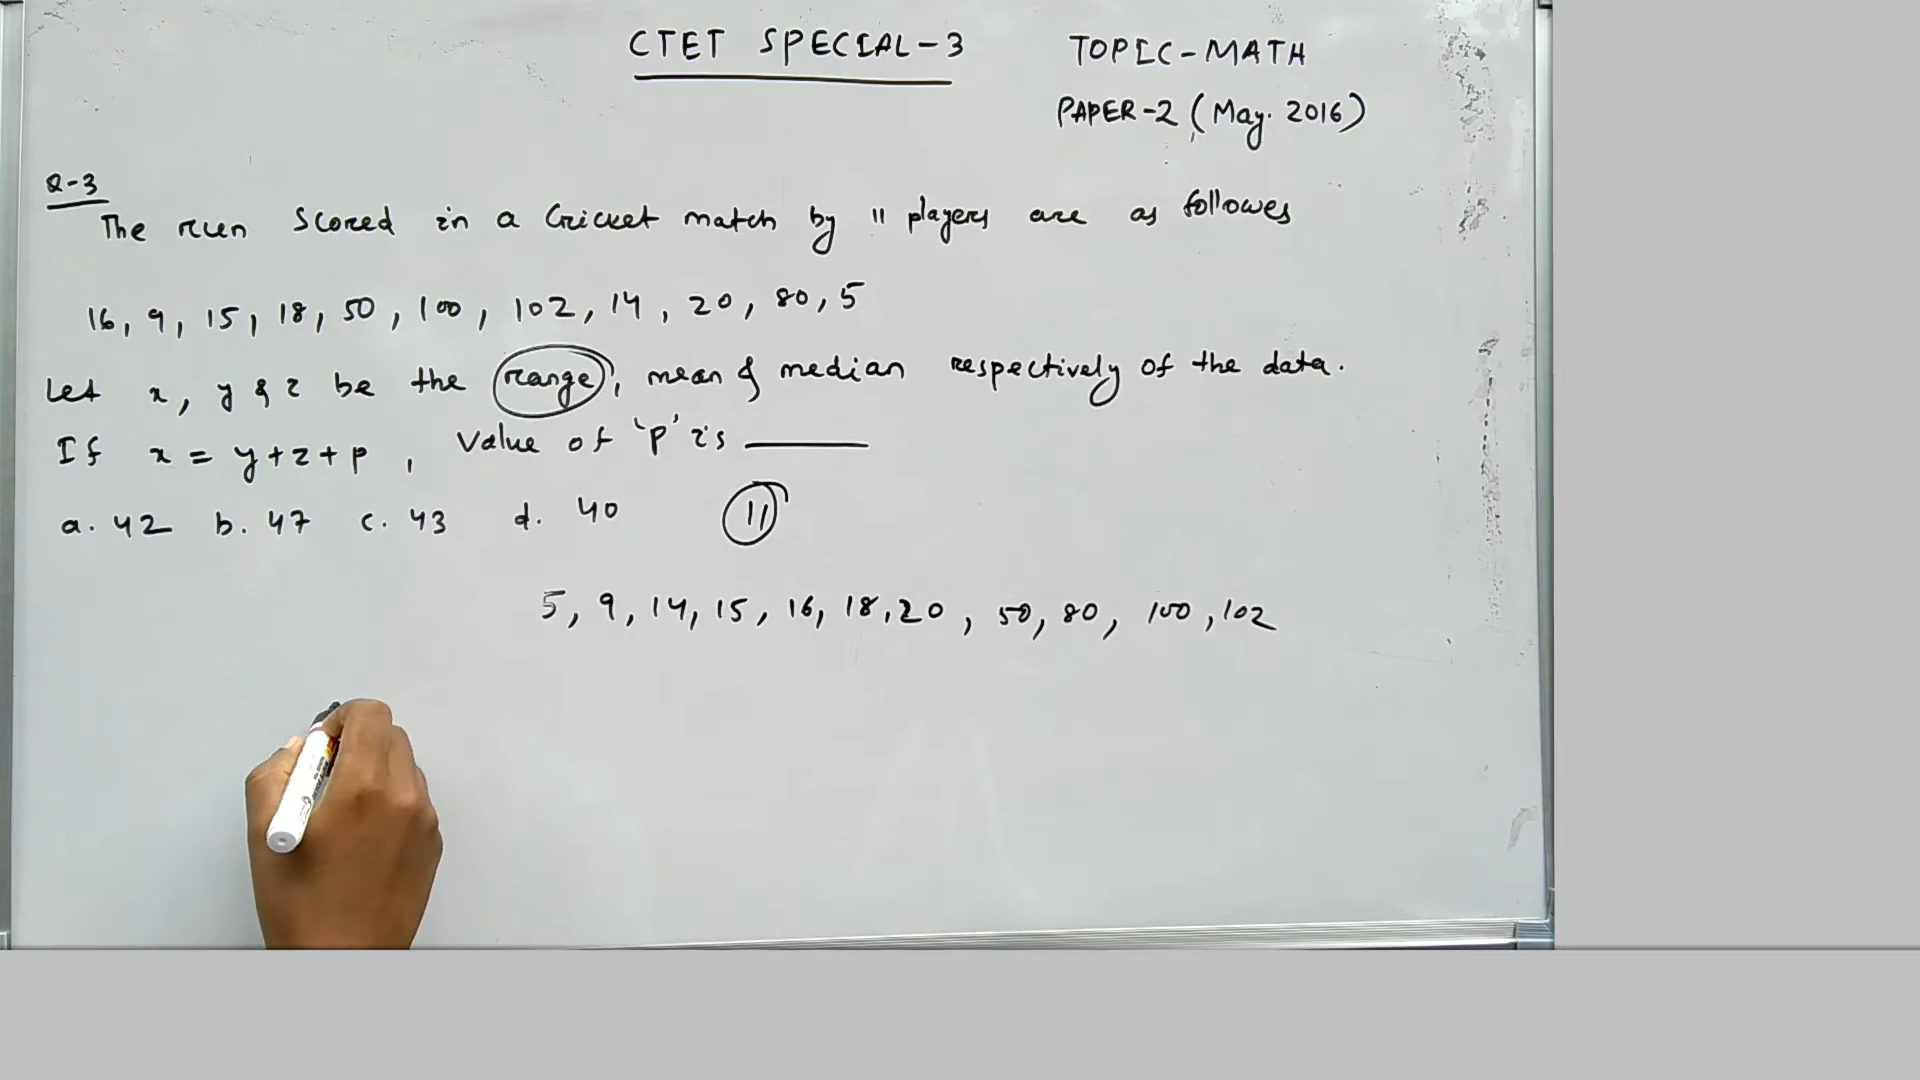 CTET SPECIAL-3
TOPIC-MATH
PAPER-2 (May. 2016)
Q-3
The run Scored in a Cricket match by 11 players are as followes
16, 9, 15, 18, 50, 100, 102, 14, 20, 80, 5
Let x, y & z be the range, mean & median respectively of the data.
If x = y+z+p, Value of 'p' is ______
a. 42 b. 47 c. 43 d. 40 11
5, 9, 14, 15, 16, 18, 20, 50, 80, 100, 102